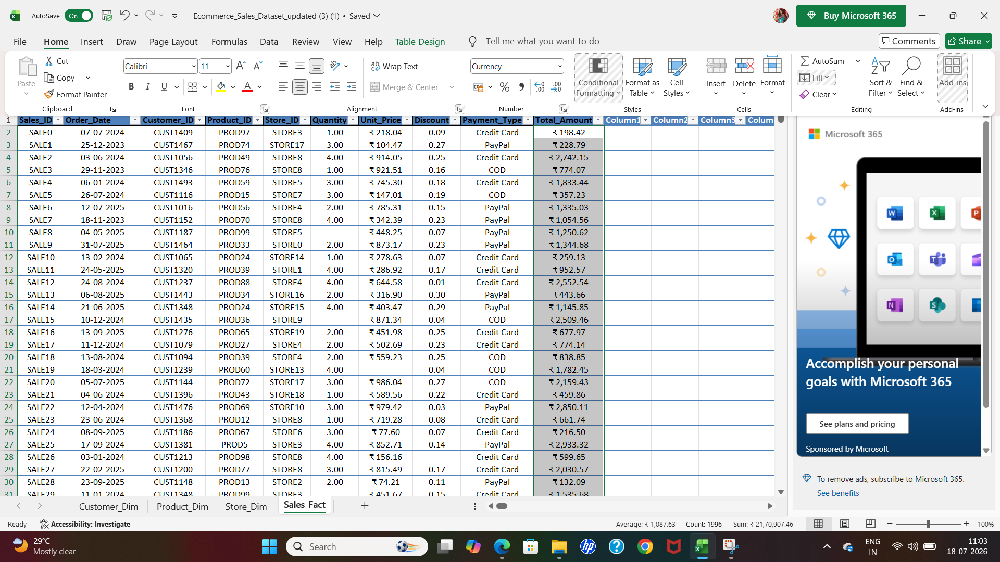 AutoSave On Ecommerce_Sales_Dataset_updated (3) (1) • Saved Buy Microsoft 365
File Home Insert Draw Page Layout Formulas Data Review View Help Table Design Tell me what you want to do Comments Share
Paste Cut Copy Format Painter Clipboard
Calibri 11 B I U A Font
Wrap Text Merge & Center Alignment
Currency % Number
Conditional Formatting Format as Table Cell Styles Styles
Insert Delete Format Cells
AutoSum Fill Clear Sort & Filter Find & Select Editing
Add-ins Add-ins
1 Sales_ID Order_Date Customer_ID Product_ID Store_ID Quantity Unit_Price Discount Payment_Type Total_Amount Column1 Column2 Column3 Colum
2 SALE0 07-07-2024 CUST1409 PROD97 STORE3 1.00 ₹ 218.04 0.09 Credit Card ₹ 198.42
3 SALE1 25-12-2023 CUST1467 PROD74 STORE17 3.00 ₹ 104.47 0.27 PayPal ₹ 228.79
4 SALE2 03-06-2024 CUST1056 PROD49 STORE8 4.00 ₹ 914.05 0.25 Credit Card ₹ 2,742.15
5 SALE3 29-11-2023 CUST1346 PROD76 STORE8 1.00 ₹ 921.51 0.16 COD ₹ 774.07
6 SALE4 06-01-2024 CUST1493 PROD59 STORE5 3.00 ₹ 745.30 0.18 Credit Card ₹ 1,833.44
7 SALE5 26-07-2024 CUST1116 PROD15 STORE7 3.00 ₹ 147.01 0.19 COD ₹ 357.23
8 SALE6 12-07-2025 CUST1016 PROD56 STORE4 2.00 ₹ 785.31 0.15 PayPal ₹ 1,335.03
9 SALE7 18-11-2023 CUST1152 PROD70 STORE8 4.00 ₹ 342.39 0.23 PayPal ₹ 1,054.56
10 SALE8 04-05-2025 CUST1187 PROD99 STORE5 ₹ 448.25 0.07 PayPal ₹ 1,250.62
11 SALE9 31-07-2025 CUST1464 PROD33 STORE0 2.00 ₹ 873.17 0.23 PayPal ₹ 1,344.68
12 SALE10 13-02-2024 CUST1065 PROD24 STORE14 1.00 ₹ 278.63 0.07 Credit Card ₹ 259.13
13 SALE11 24-05-2025 CUST1320 PROD39 STORE1 4.00 ₹ 286.92 0.17 Credit Card ₹ 952.57
14 SALE12 24-08-2024 CUST1237 PROD88 STORE4 4.00 ₹ 644.58 0.01 Credit Card ₹ 2,552.54
15 SALE13 06-08-2025 CUST1443 PROD34 STORE16 2.00 ₹ 316.90 0.30 PayPal ₹ 443.66
16 SALE14 21-06-2025 CUST1348 PROD24 STORE15 4.00 ₹ 403.47 0.29 PayPal ₹ 1,145.85
17 SALE15 10-12-2024 CUST1435 PROD36 STORE9 ₹ 871.34 0.04 COD ₹ 2,509.46
18 SALE16 13-09-2025 CUST1276 PROD65 STORE19 2.00 ₹ 451.98 0.25 Credit Card ₹ 677.97
19 SALE17 11-12-2024 CUST1079 PROD27 STORE4 2.00 ₹ 502.69 0.23 Credit Card ₹ 774.14
20 SALE18 13-08-2024 CUST1094 PROD39 STORE4 2.00 ₹ 559.23 0.25 COD ₹ 838.85
21 SALE19 18-03-2024 CUST1239 PROD60 STORE13 4.00 0.04 COD ₹ 1,782.45
22 SALE20 05-07-2025 CUST1144 PROD72 STORE17 3.00 ₹ 986.04 0.27 COD ₹ 2,159.43
23 SALE21 04-06-2024 CUST1396 PROD43 STORE18 1.00 ₹ 589.56 0.22 Credit Card ₹ 459.86
24 SALE22 12-04-2024 CUST1476 PROD69 STORE10 3.00 ₹ 979.42 0.03 PayPal ₹ 2,850.11
25 SALE23 23-06-2024 CUST1368 PROD12 STORE8 1.00 ₹ 719.28 0.08 Credit Card ₹ 661.74
26 SALE24 08-09-2025 CUST1186 PROD67 STORE6 3.00 ₹ 77.60 0.07 Credit Card ₹ 216.50
27 SALE25 17-09-2024 CUST1381 PROD5 STORE3 4.00 ₹ 852.71 0.14 PayPal ₹ 2,933.32
28 SALE26 03-01-2024 CUST1213 PROD98 STORE8 4.00 ₹ 156.16 Credit Card ₹ 599.65
29 SALE27 22-02-2025 CUST1200 PROD77 STORE8 3.00 ₹ 815.49 0.17 Credit Card ₹ 2,030.57
30 SALE28 23-09-2025 CUST1148 PROD13 STORE2 2.00 ₹ 74.21 0.11 PayPal ₹ 132.09
31 SALE29 11-01-2024 CUST1348 PROD99 STORE3 ₹ 451.67 0.15 Credit Card ₹ 1,535.68
Microsoft 365
Accomplish your personal
goals with Microsoft 365
See plans and pricing
Sponsored by Microsoft
To remove ads, subscribe to Microsoft 365.
See benefits
Customer_Dim Product_Dim Store_Dim Sales_Fact
Ready Accessibility: Investigate Average: ₹ 1,087.63 Count: 1996 Sum: ₹ 21,70,907.46 100%
29°C
Mostly clear
Search
ENG
IN
11:03
18-07-2026